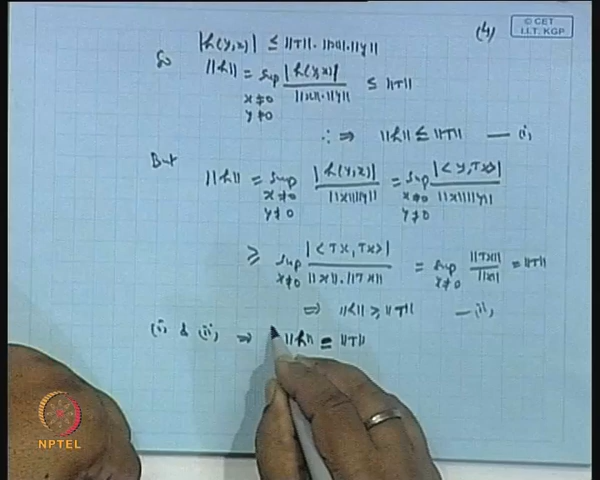 (4)
© CET
I.I.T. KGP
So |h(y,x)| ≤ ||T||.||x||.||y||
||h|| = Sup |h(y,x)| / ||x||.||y|| ≤ ||T||
x≠0
y≠0
∴ ⇒ ||h|| ≤ ||T|| — (i)
But
||h|| = Sup |h(y,x)| / ||x|| ||y|| = Sup |<y,Tx>| / ||x|| ||y||
x≠0 x≠0
y≠0 y≠0
≥ Sup |<Tx,Tx>| / ||x||.||Tx|| = Sup ||Tx|| / ||x|| = ||T||
x≠0 x≠0
⇒ ||h|| ≥ ||T|| — (ii)
(i) & (ii) ⇒ ||h|| = ||T||
NPTEL